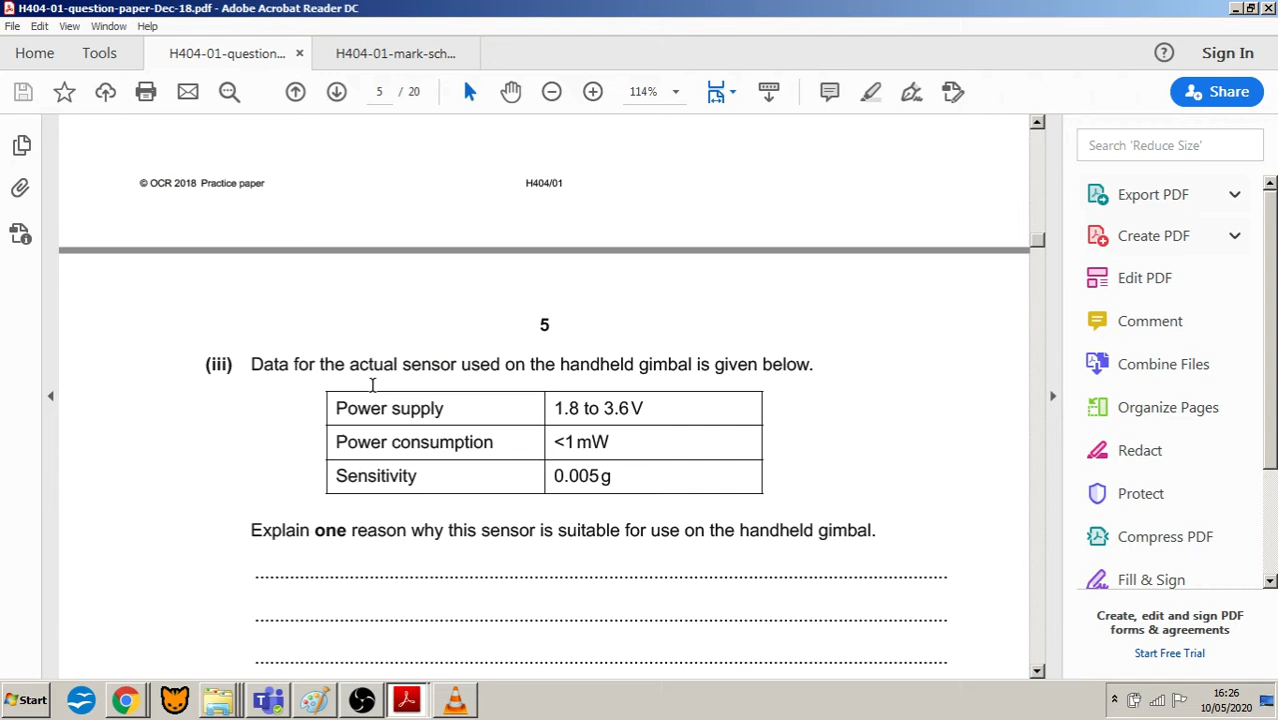 H404-01-question-paper-Dec-18.pdf - Adobe Acrobat Reader DC
File Edit View Window Help
Home Tools H404-01-question... × H404-01-mark-sch... Sign In
5 / 20 114% Share
© OCR 2018 Practice paper H404/01
5
(iii) Data for the actual sensor used on the handheld gimbal is given below.
Power supply 1.8 to 3.6 V
Power consumption <1 mW
Sensitivity 0.005 g
Explain one reason why this sensor is suitable for use on the handheld gimbal.
Search 'Reduce Size'
Export PDF
Create PDF
Edit PDF
Comment
Combine Files
Organize Pages
Redact
Protect
Compress PDF
Fill & Sign
Convert, edit and sign PDF
forms & agreements
Start Free Trial
Start
16:26
10/05/2020